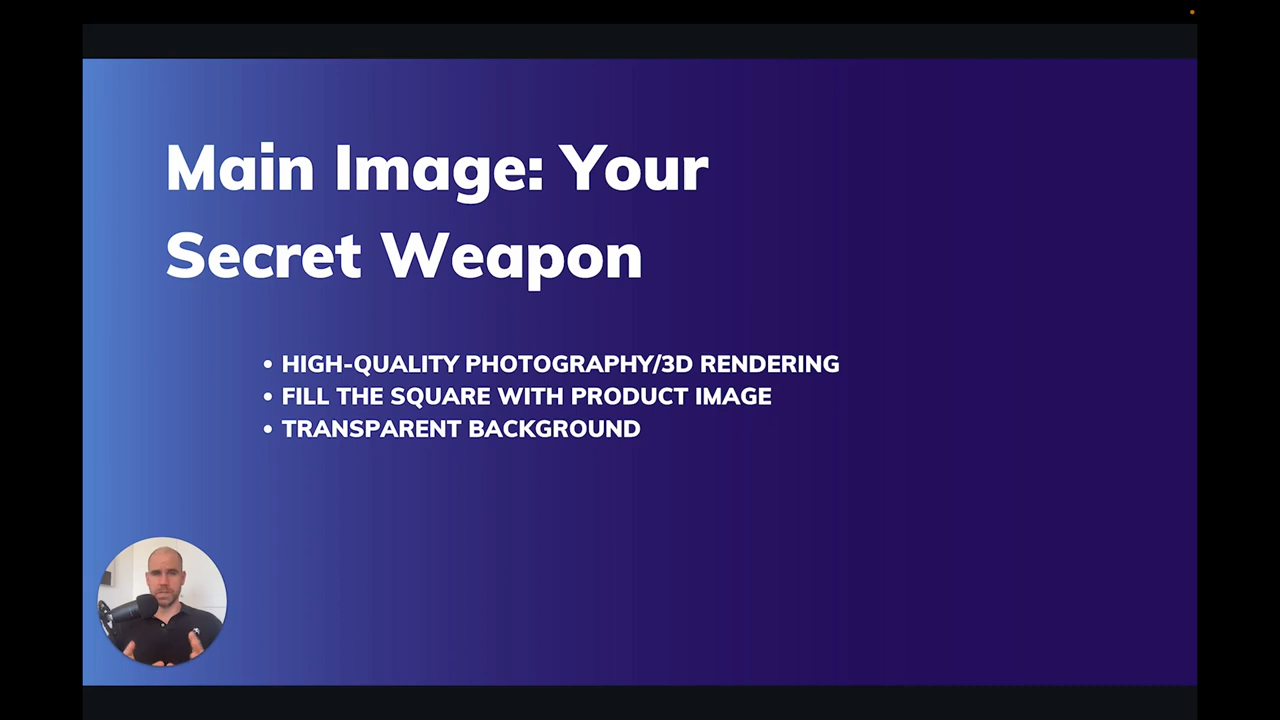 Main Image: Your
Secret Weapon
• HIGH-QUALITY PHOTOGRAPHY/3D RENDERING
• FILL THE SQUARE WITH PRODUCT IMAGE
• TRANSPARENT BACKGROUND